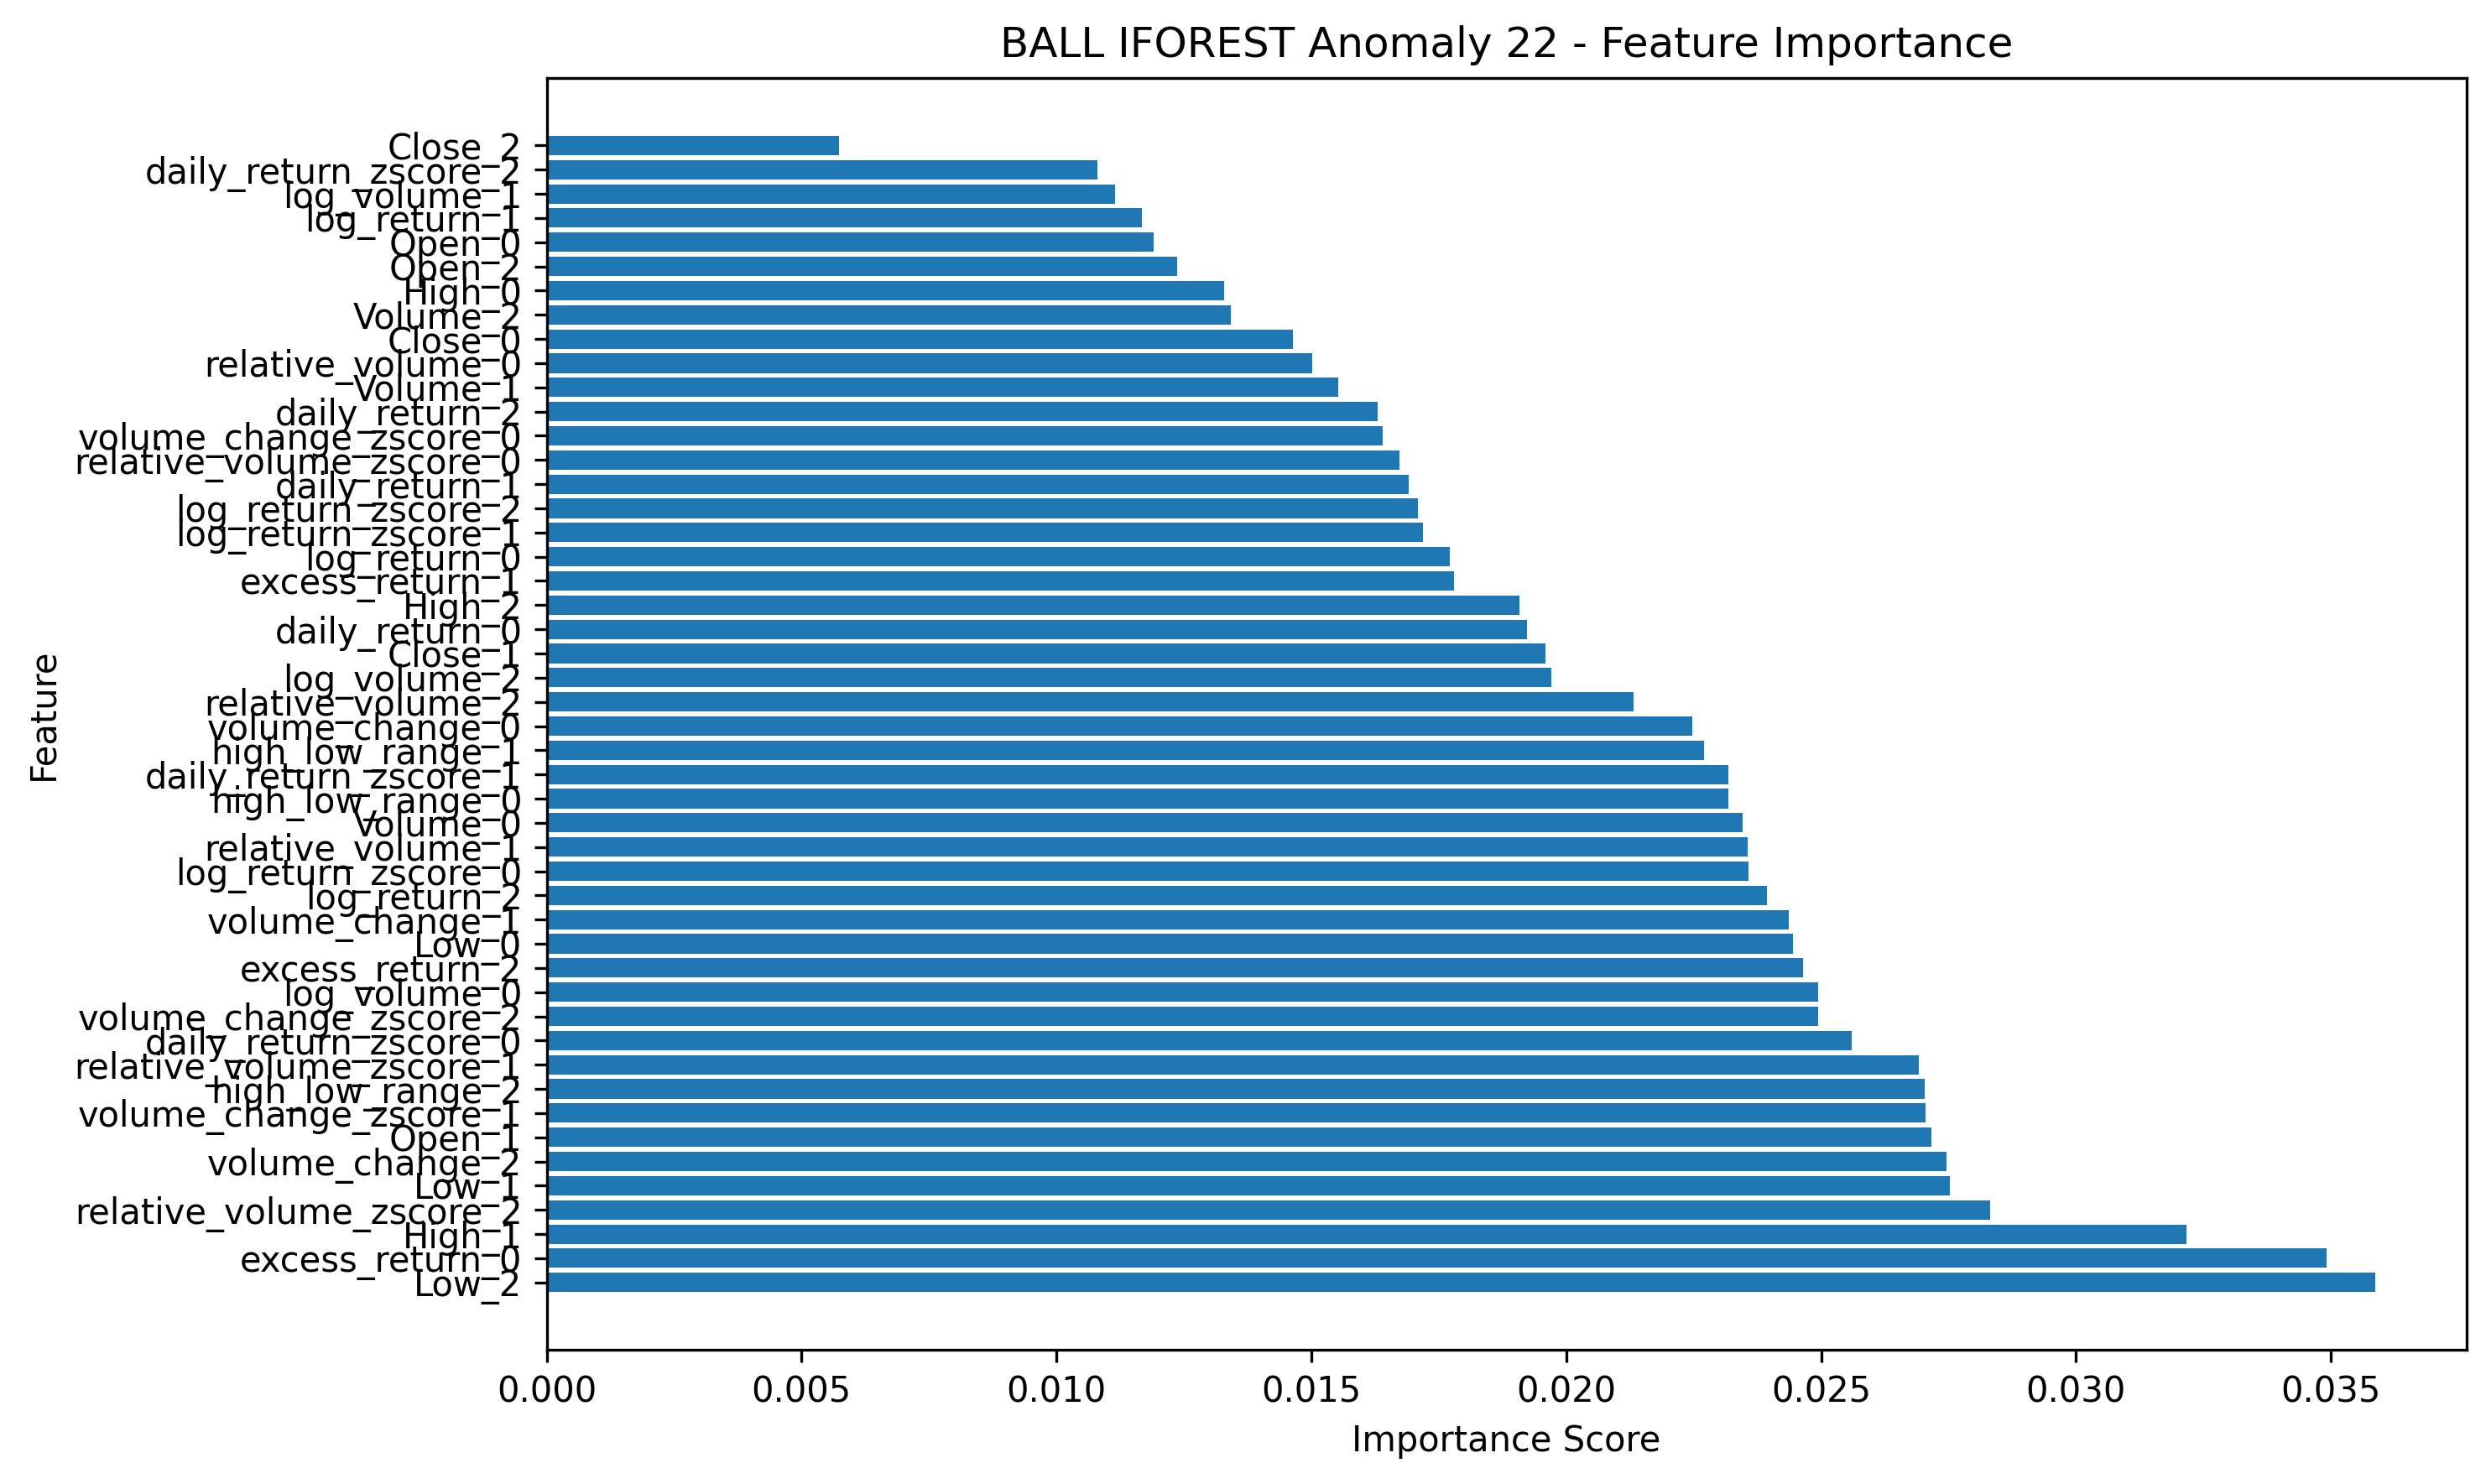 BALL IFOREST Anomaly 22 - Feature Importance
Close_2
daily_return_zscore_2
log_volume_1
log_return_1
Open_0
Open_2
High_0
Volume_2
Close_0
relative_volume_0
Volume_1
daily_return_2
volume_change_zscore_0
relative_volume_zscore_0
daily_return_1
log_return_zscore_2
log_return_zscore_1
log_return_0
excess_return_1
High_2
daily_return_0
Close_1
log_volume_2
relative_volume_2
volume_change_0
high_low_range_1
daily_return_zscore_1
high_low_range_0
Volume_0
relative_volume_1
log_return_zscore_0
log_return_2
volume_change_1
Low_0
excess_return_2
log_volume_0
volume_change_zscore_2
daily_return_zscore_0
relative_volume_zscore_1
high_low_range_2
volume_change_zscore_1
Open_1
volume_change_2
Low_1
relative_volume_zscore_2
High_1
excess_return_0
Low_2
Feature
0.000 0.005 0.010 0.015 0.020 0.025 0.030 0.035
Importance Score